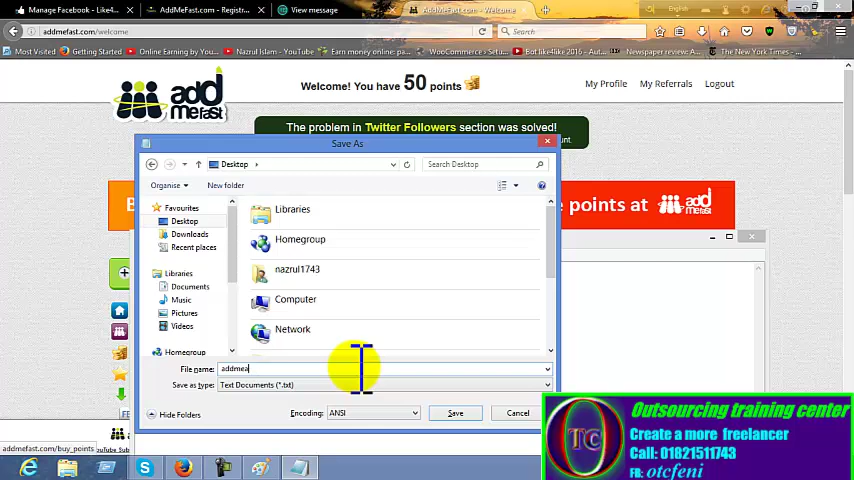 Manage Facebook - Like4...
AddMeFast.com - Registr...
View message
AddMeFast.com - Welcome
English
addmefast.com/welcome
Search
Most Visited
Getting Started
Online Earning by You...
Nazrul Islam - YouTube
Earn money online: pa...
WooCommerce / Setu...
Bot like4like 2016 - Aut...
Newspaper review: A...
The New York Times ...
add
me
fast
Welcome! You have 50 points
My Profile
My Referrals
Logout
The problem in Twitter Followers section was solved!
e points at
Save As
Desktop
Search Desktop
Organise
New folder
Favourites
Desktop
Downloads
Recent places
Libraries
Documents
Music
Pictures
Videos
Homegroup
Libraries
Homegroup
nazrul1743
Computer
Network
File name: addmea
Save as type: Text Documents (*.txt)
Hide Folders
Encoding: ANSI
Save
Cancel
addmefast.com/buy_points
Outsourcing training center
Create a more freelancer
Call: 01821511743
FB: otcfeni